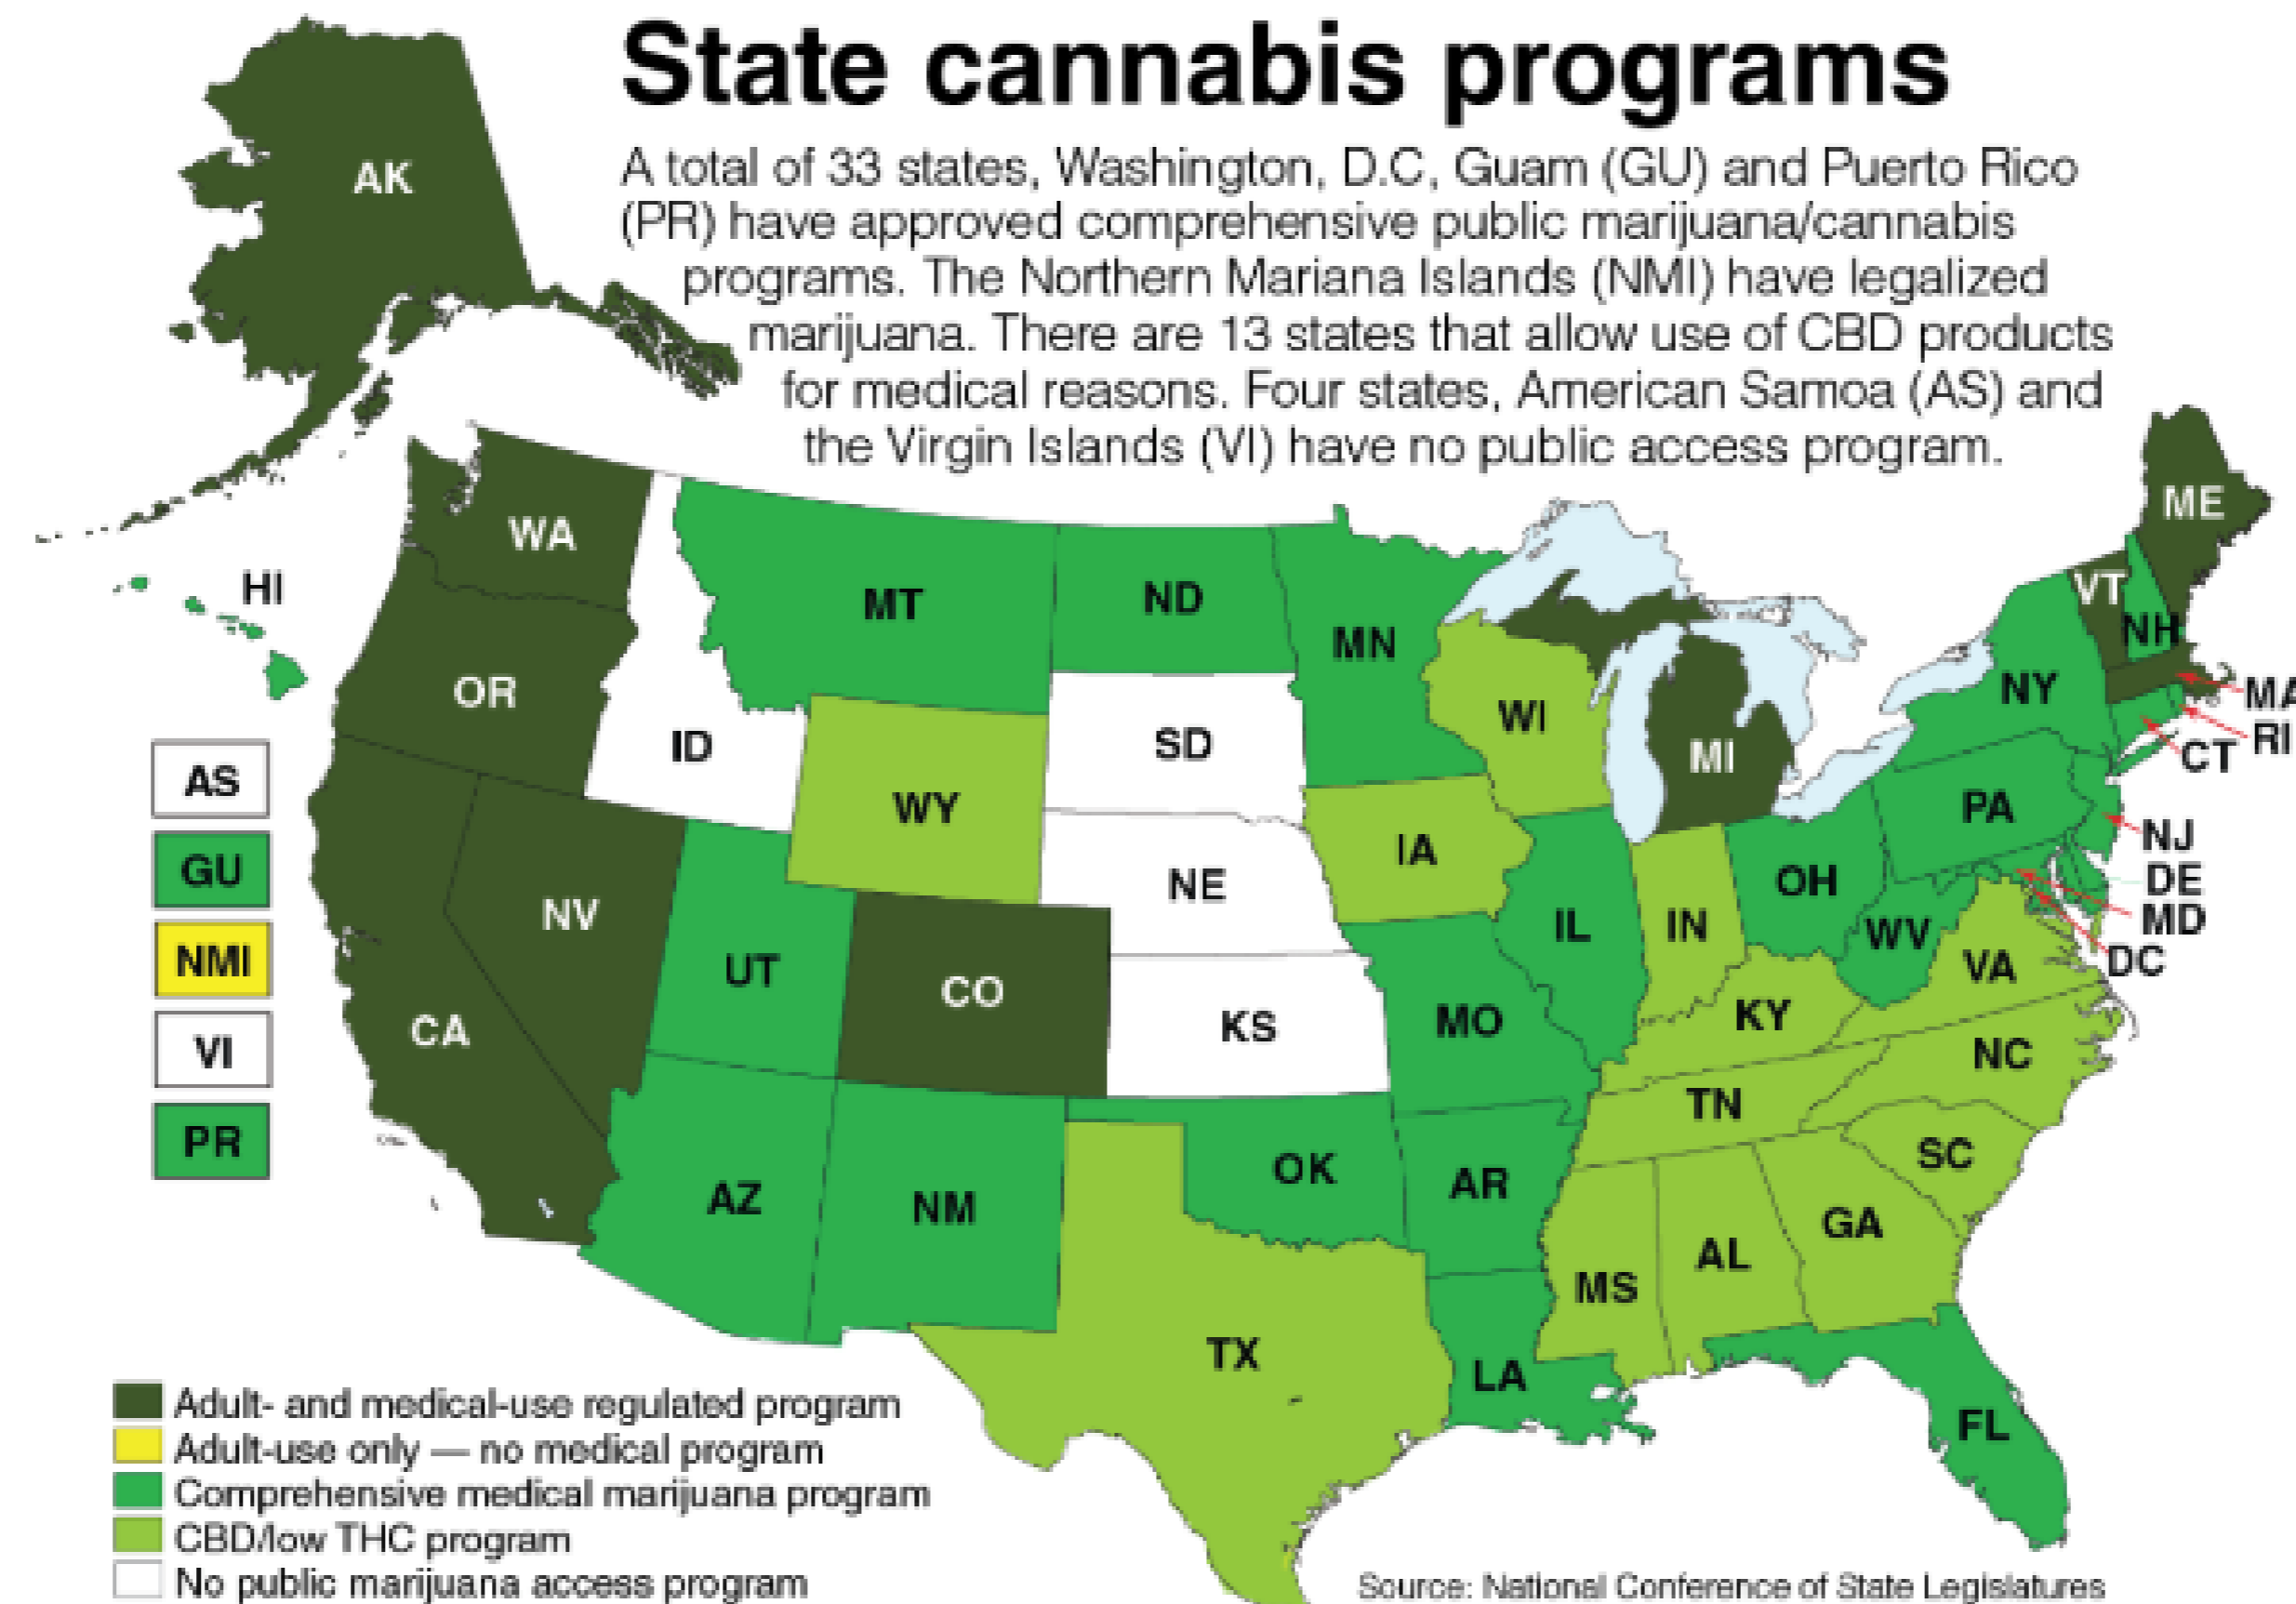 State cannabis programs
A total of 33 states, Washington, D.C, Guam (GU) and Puerto Rico
(PR) have approved comprehensive public marijuana/cannabis
programs. The Northern Mariana Islands (NMI) have legalized
marijuana. There are 13 states that allow use of CBD products
for medical reasons. Four states, American Samoa (AS) and
the Virgin Islands (VI) have no public access program.
AK
ME
WA
HI
VT
MT
ND
MN
NH
OR
NY
MA
WI
RI
ID
SD
MI
CT
AS
WY
PA
IA
NJ
GU
NE
OH
DE
NV
IL
IN
WV
MD
NMI
UT
CO
VA
DC
CA
KS
MO
KY
VI
NC
TN
PR
OK
SC
AZ
NM
AR
GA
AL
MS
TX
LA
FL
Adult- and medical-use regulated program
Adult-use only — no medical program
Comprehensive medical marijuana program
CBD/low THC program
No public marijuana access program
Source: National Conference of State Legislatures